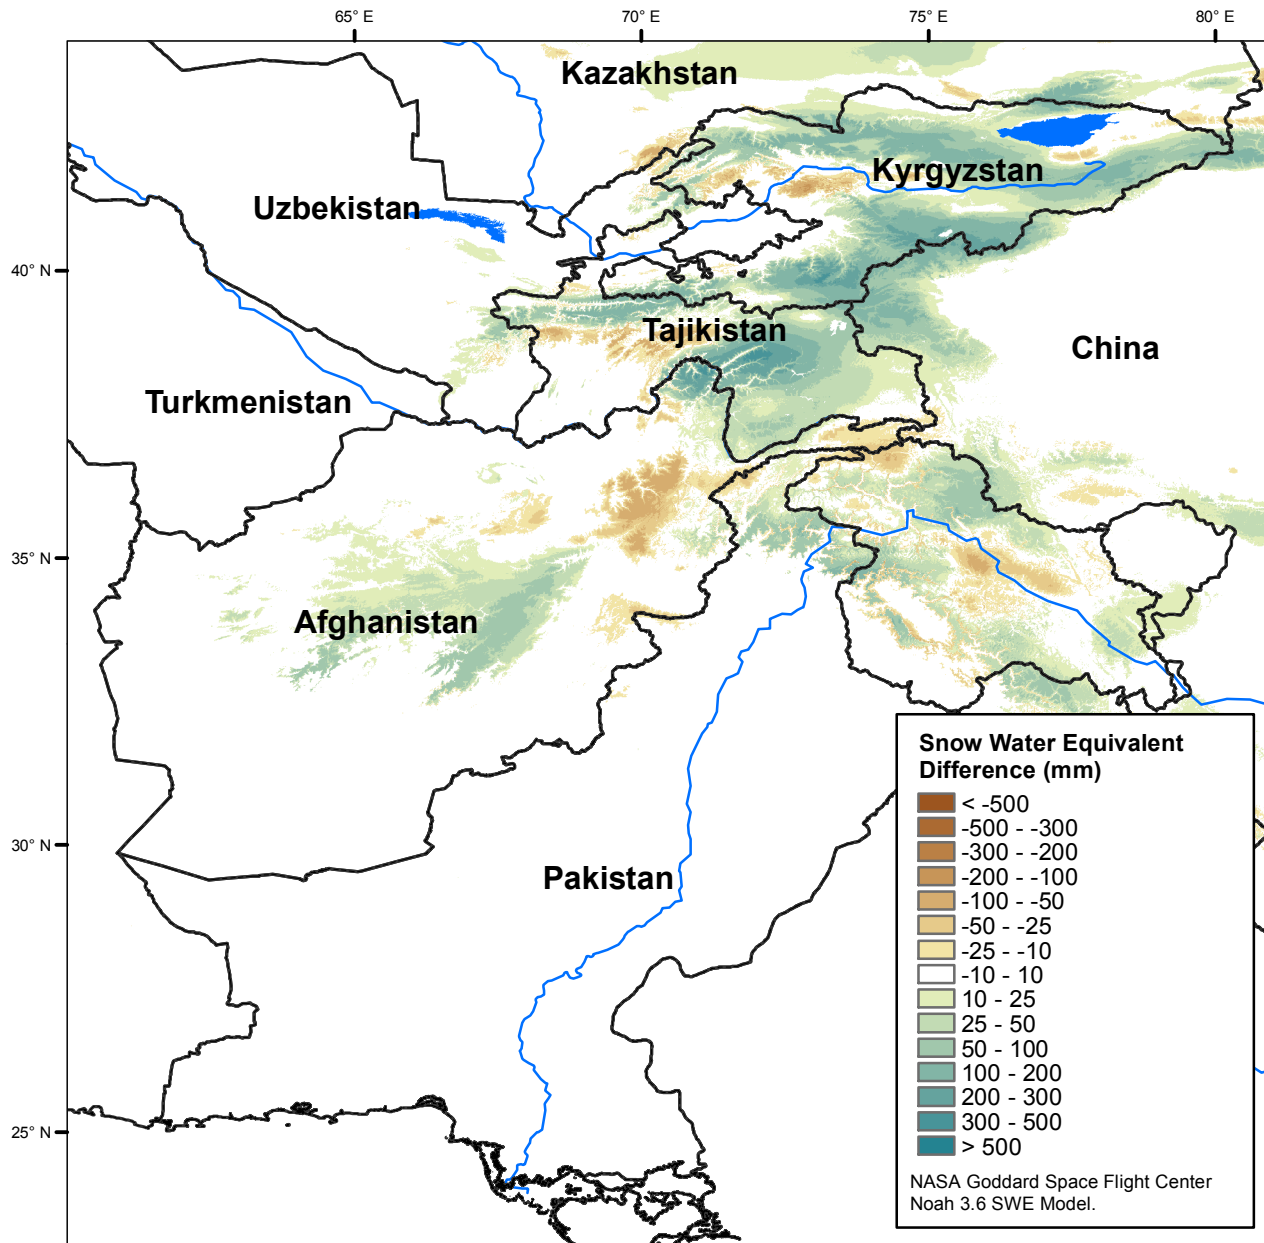 65° E
70° E
75° E
80° E
Kazakhstan
Kyrgyzstan
Uzbekistan
40° N
Tajikistan
China
Turkmenistan
35° N
Afghanistan
30° N
Pakistan
25° N
Snow Water Equivalent
Difference (mm)
< -500
-500 - -300
-300 - -200
-200 - -100
-100 - -50
-50 - -25
-25 - -10
-10 - 10
10 - 25
25 - 50
50 - 100
100 - 200
200 - 300
300 - 500
> 500
NASA Goddard Space Flight Center
Noah 3.6 SWE Model.